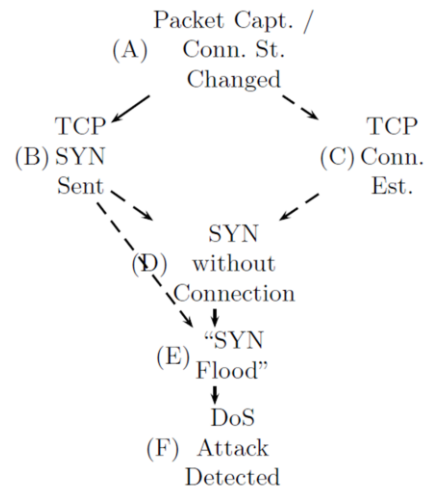 Packet Capt. /
(A) Conn. St.
Changed
TCP
(B) SYN
Sent
TCP
(C) Conn.
Est.
SYN
(D) without
Connection
(E) “SYN
Flood”
DoS
(F) Attack
Detected